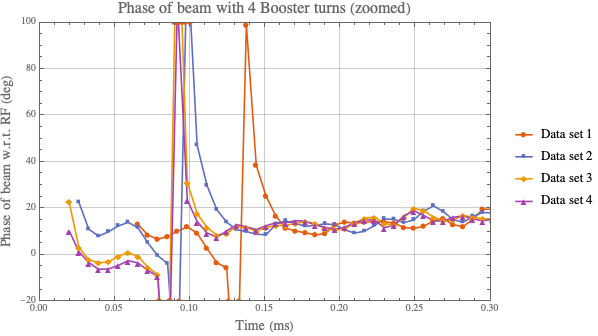 Phase of beam with 4 Booster turns (zoomed)
Phase of beam w.r.t. RF (deg)
100
80
60
40
20
0
−20
0.00 0.05 0.10 0.15 0.20 0.25 0.30
Time (ms)
Data set 1
Data set 2
Data set 3
Data set 4